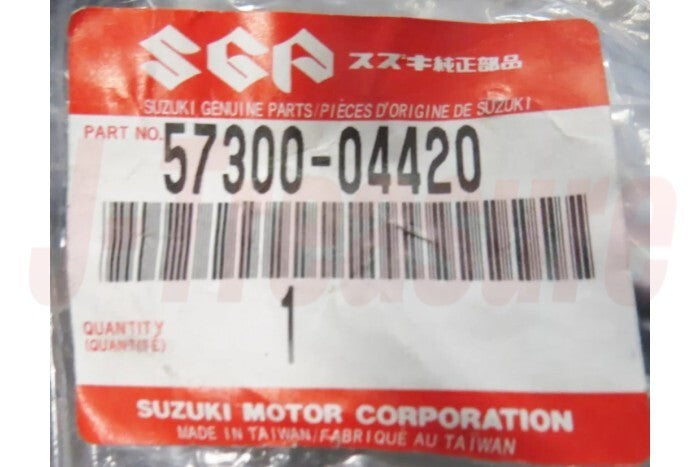 SGP スズキ純正部品
SUZUKI GENUINE PARTS/PIÈCES D'ORIGINE DE SUZUKI
PART NO. 57300-04420
J-Treasure
1
QUANTITY
(QUANTITÉ)
SUZUKI MOTOR CORPORATION
MADE IN TAIWAN/FABRIQUÉ AU TAIWAN